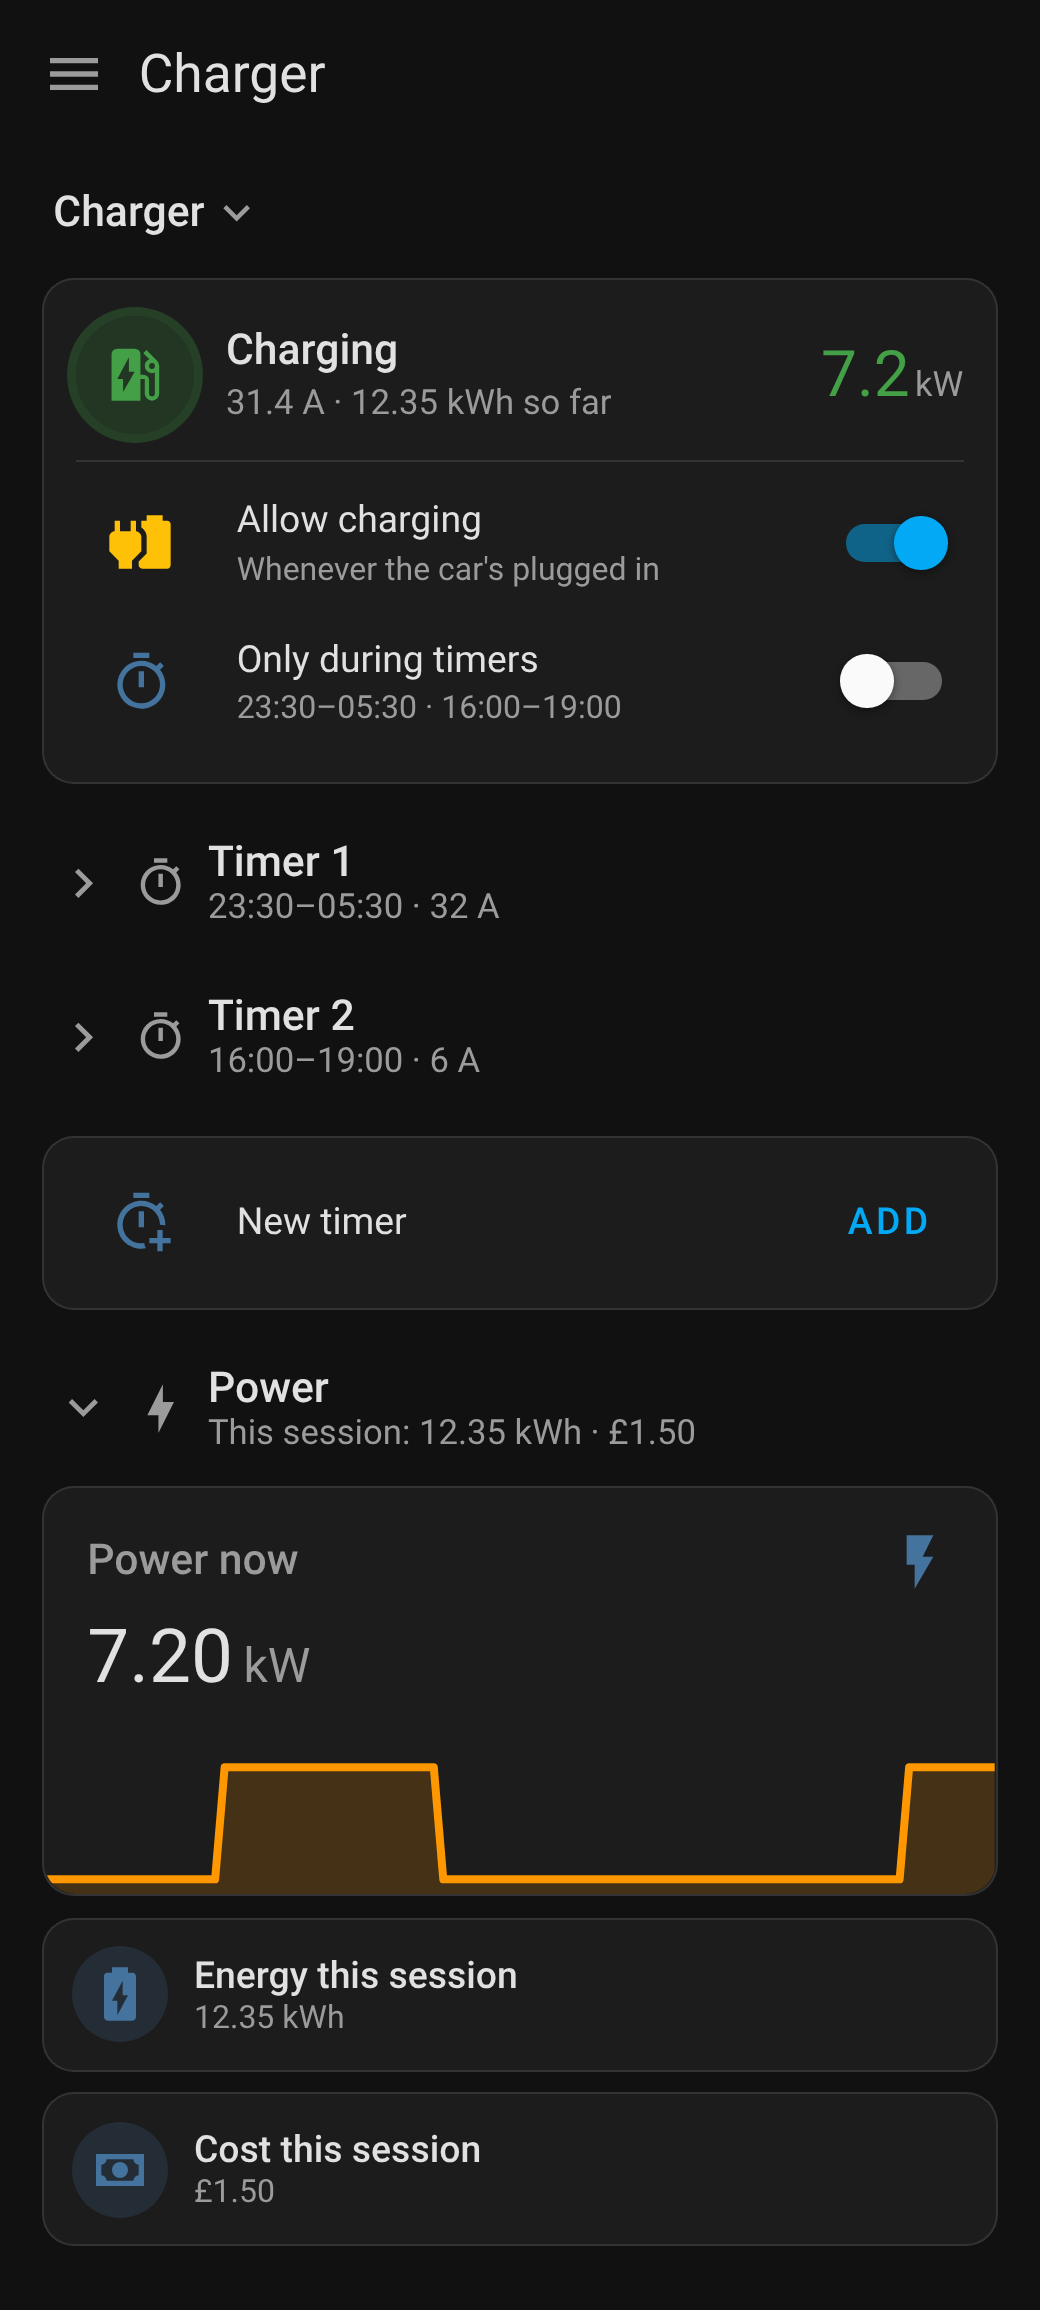 Charger
Charger
Charging
31.4 A · 12.35 kWh so far
7.2 kW
Allow charging
Whenever the car's plugged in
Only during timers
23:30–05:30 · 16:00–19:00
Timer 1
23:30–05:30 · 32 A
Timer 2
16:00–19:00 · 6 A
New timer
ADD
Power
This session: 12.35 kWh · £1.50
Power now
7.20 kW
Energy this session
12.35 kWh
Cost this session
£1.50